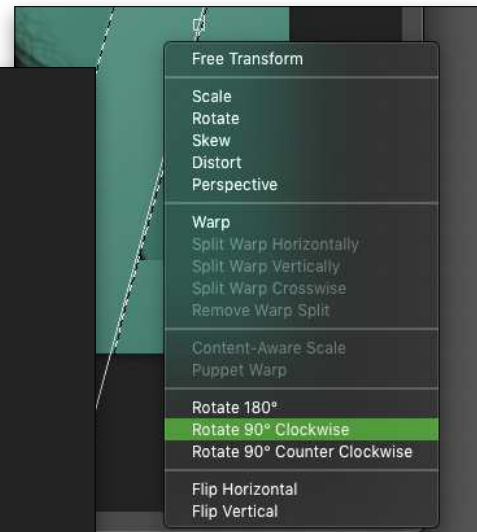 Free Transform
Scale
Rotate
Skew
Distort
Perspective
Warp
Split Warp Horizontally
Split Warp Vertically
Split Warp Crosswise
Remove Warp Split
Content-Aware Scale
Puppet Warp
Rotate 180°
Rotate 90° Clockwise
Rotate 90° Counter Clockwise
Flip Horizontal
Flip Vertical